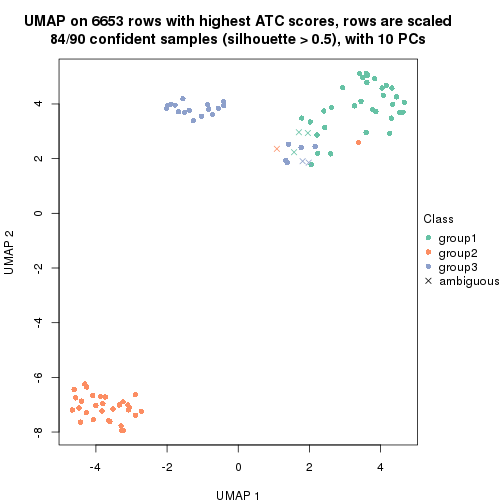 UMAP on 6653 rows with highest ATC scores, rows are scaled
84/90 confident samples (silhouette > 0.5), with 10 PCs
4
2
0
-2
-4
-6
-8
UMAP 2
-4
-2
0
2
4
UMAP 1
Class
group1
group2
group3
ambiguous